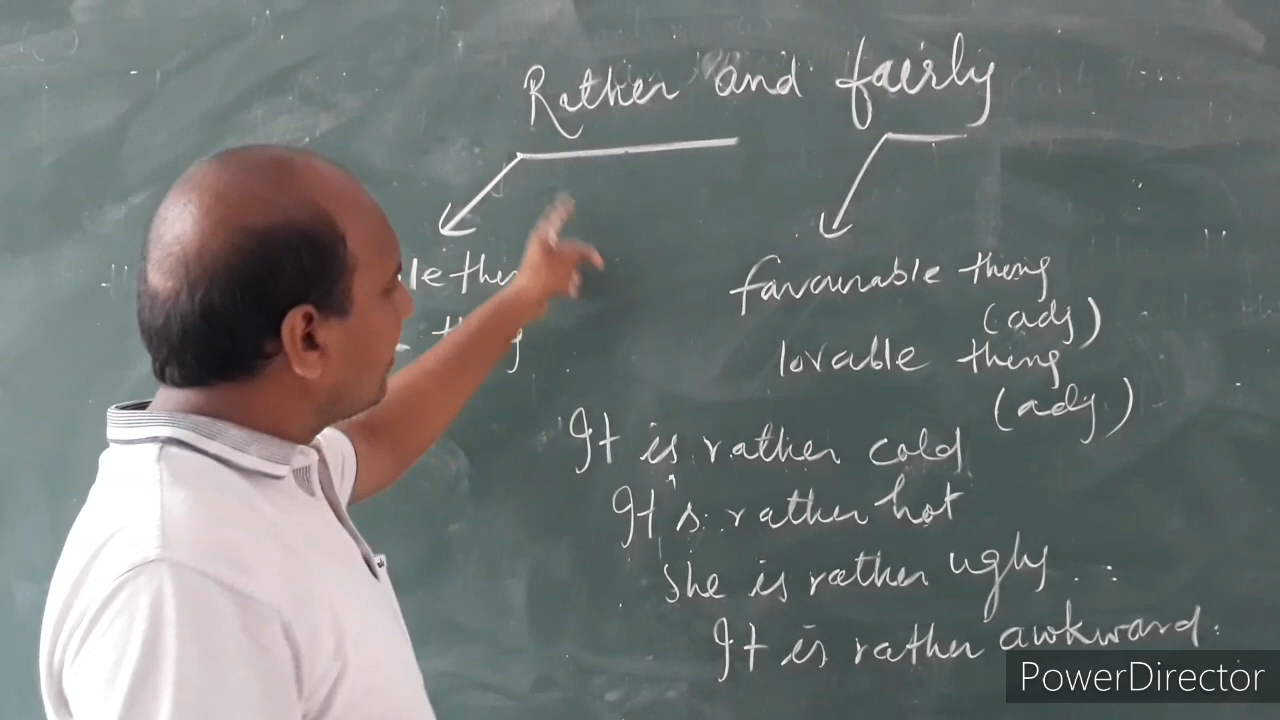 Rather and fairly
favourable thing
(adj)
lovable thing
(adj)
It is rather cold
It is rather hot
She is rather ugly
It is rather awkward.
PowerDirector